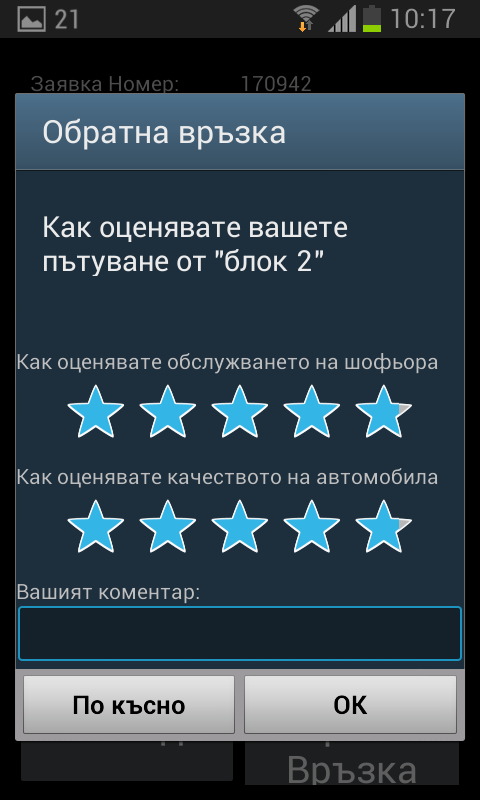 21 10:17
Заявка Номер: 170942
Обратна връзка
Как оценявате вашете
пътуване от "блок 2"
Как оценявате обслужването на шофьора
Как оценявате качеството на автомобила
Вашият коментар:
По късно OK
Връзка